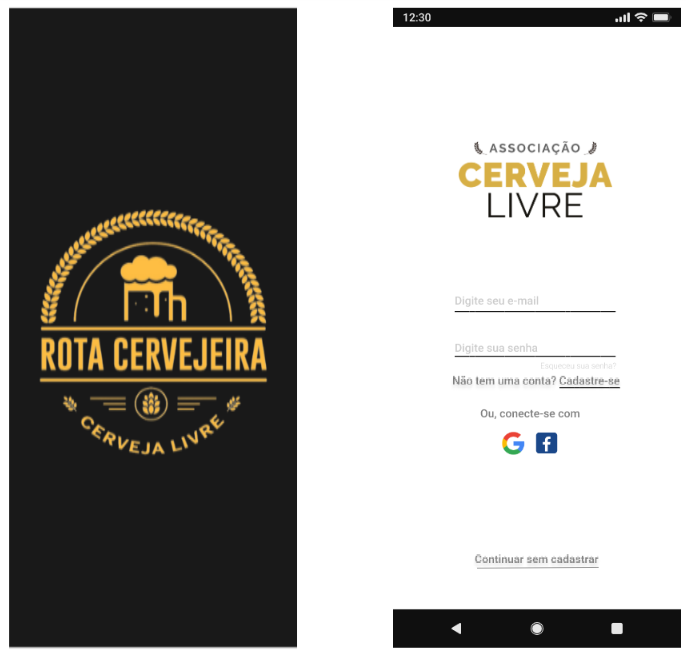 ROTA CERVEJEIRA
CERVEJA LIVRE
12:30
ASSOCIAÇÃO
CERVEJA
LIVRE
Digite seu e-mail
Digite sua senha
Esqueceu sua senha?
Não tem uma conta? Cadastre-se
Ou, conecte-se com
Continuar sem cadastrar